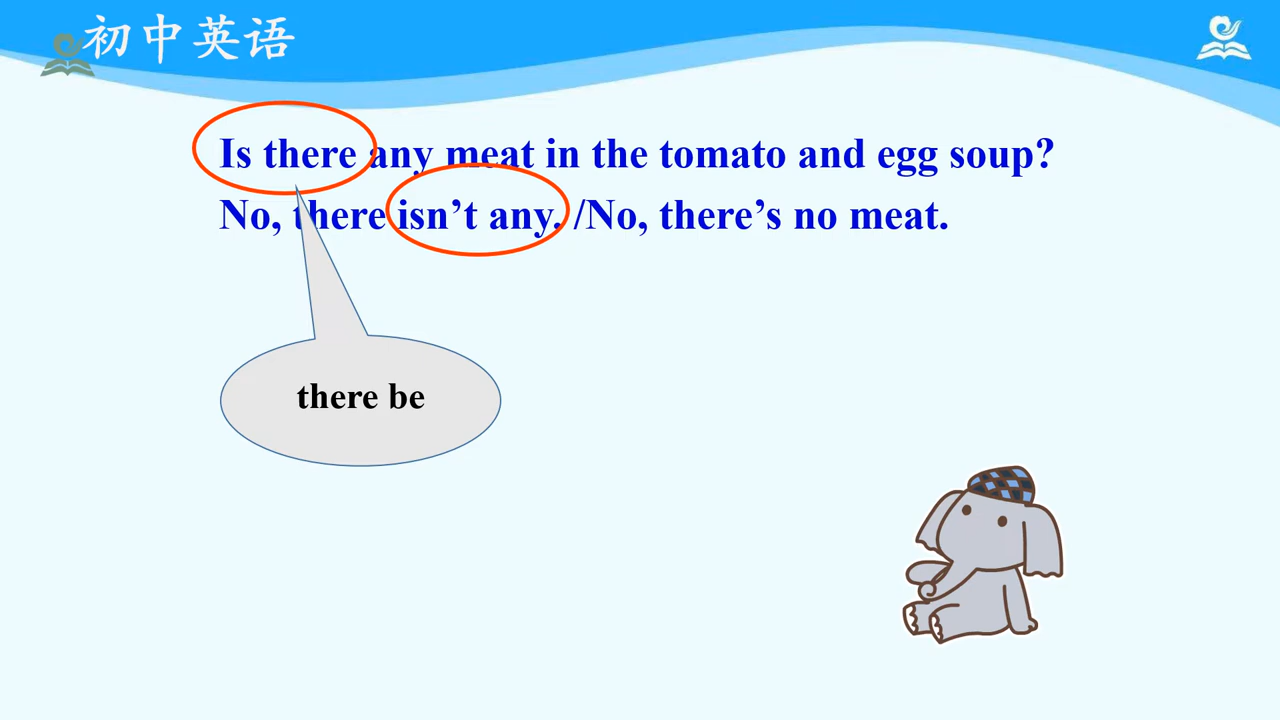 初中英语
Is there any meat in the tomato and egg soup?
No, there isn’t any. /No, there’s no meat.
there be